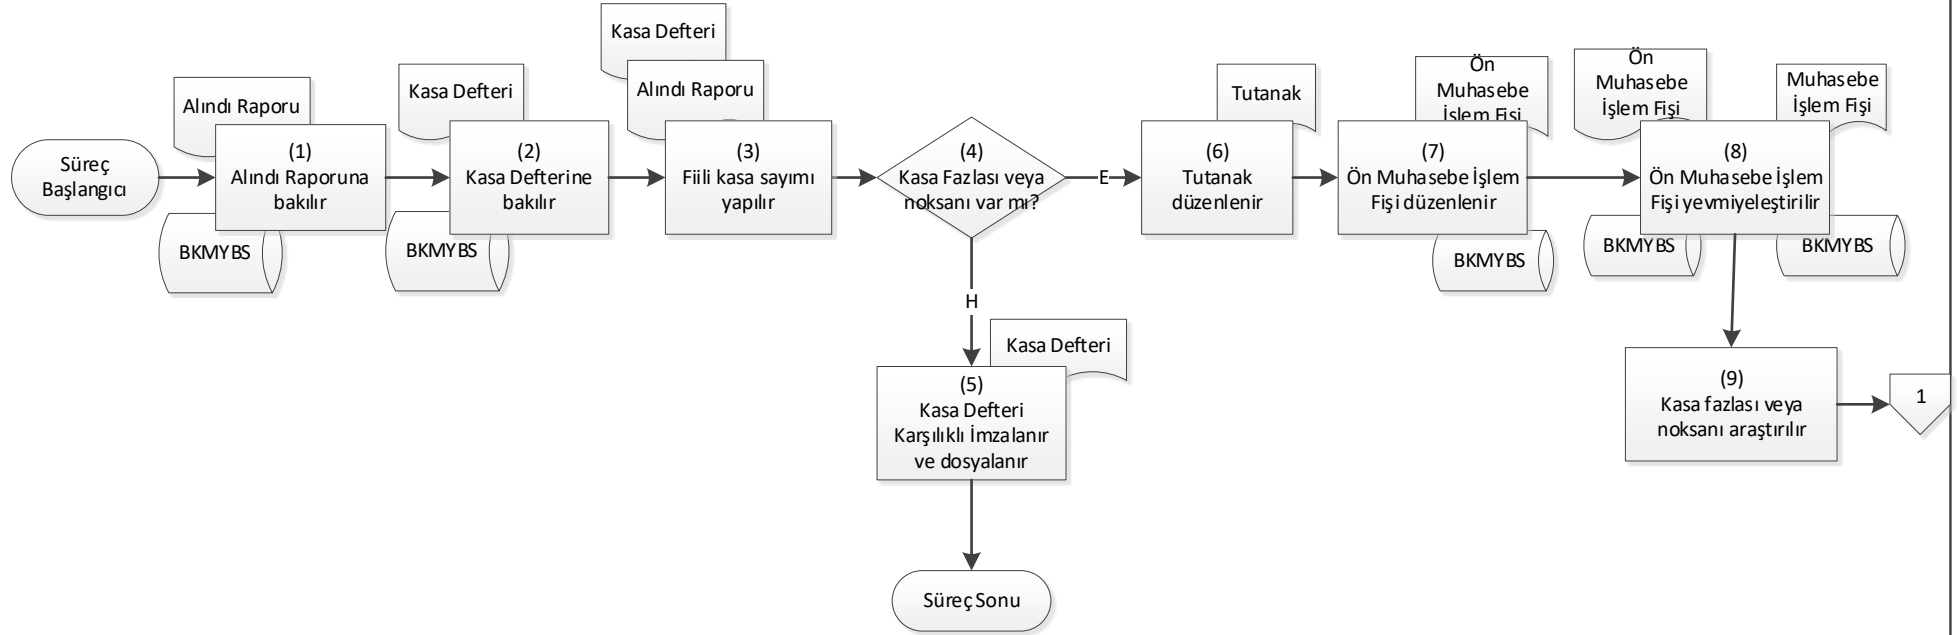 Süreç
Başlangıcı
Alındı Raporu
(1)
Alındı Raporuna
bakılır
BKMYBS
Kasa Defteri
(2)
Kasa Defterine
bakılır
BKMYBS
Kasa Defteri
Alındı Raporu
(3)
Fiili kasa sayımı
yapılır
(4)
Kasa Fazlası veya
noksanı var mı?
E
H
Kasa Defteri
(5)
Kasa Defteri
Karşılıklı İmzalanır
ve dosyalanır
Süreç Sonu
Tutanak
(6)
Tutanak
düzenlenir
Ön
Muhasebe
İşlem Fişi
(7)
Ön Muhasebe İşlem
Fişi düzenlenir
BKMYBS
Ön
Muhasebe
İşlem Fişi
Muhasebe
İşlem Fişi
(8)
Ön Muhasebe İşlem
Fişi yevmiyeleştirilir
BKMYBS
BKMYBS
(9)
Kasa fazlası veya
noksanı araştırılır
1